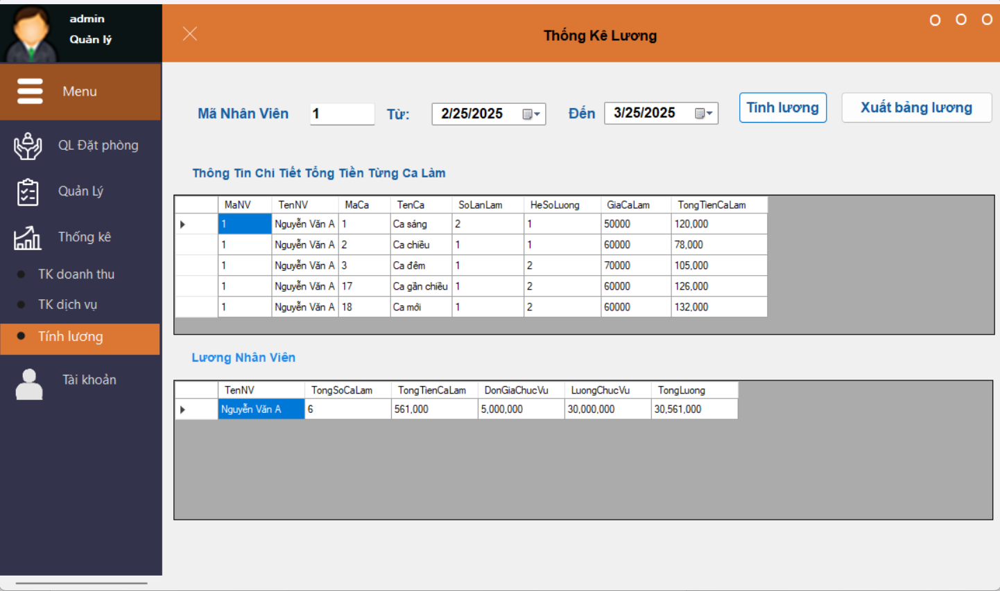 admin
Quản lý
Menu
QL Đặt phòng
Quản Lý
Thống kê
TK doanh thu
TK dịch vụ
Tính lương
Tài khoản
Thống Kê Lương
Mã Nhân Viên 1 Từ: 2/25/2025 Đến 3/25/2025 Tính lương Xuất bảng lương
Thông Tin Chi Tiết Tổng Tiền Từng Ca Làm
MaNV TenNV MaCa TenCa SoLanLam HeSoLuong GiaCaLam TongTienCaLam
1 Nguyễn Văn A 1 Ca sáng 2 1 50000 120,000
1 Nguyễn Văn A 2 Ca chiều 1 1 60000 78,000
1 Nguyễn Văn A 3 Ca đêm 1 2 70000 105,000
1 Nguyễn Văn A 17 Ca gần chiều 1 2 60000 126,000
1 Nguyễn Văn A 18 Ca mới 1 2 60000 132,000
Lương Nhân Viên
TenNV TongSoCaLam TongTienCaLam DonGiaChucVu LuongChucVu TongLuong
Nguyễn Văn A 6 561,000 5,000,000 30,000,000 30,561,000